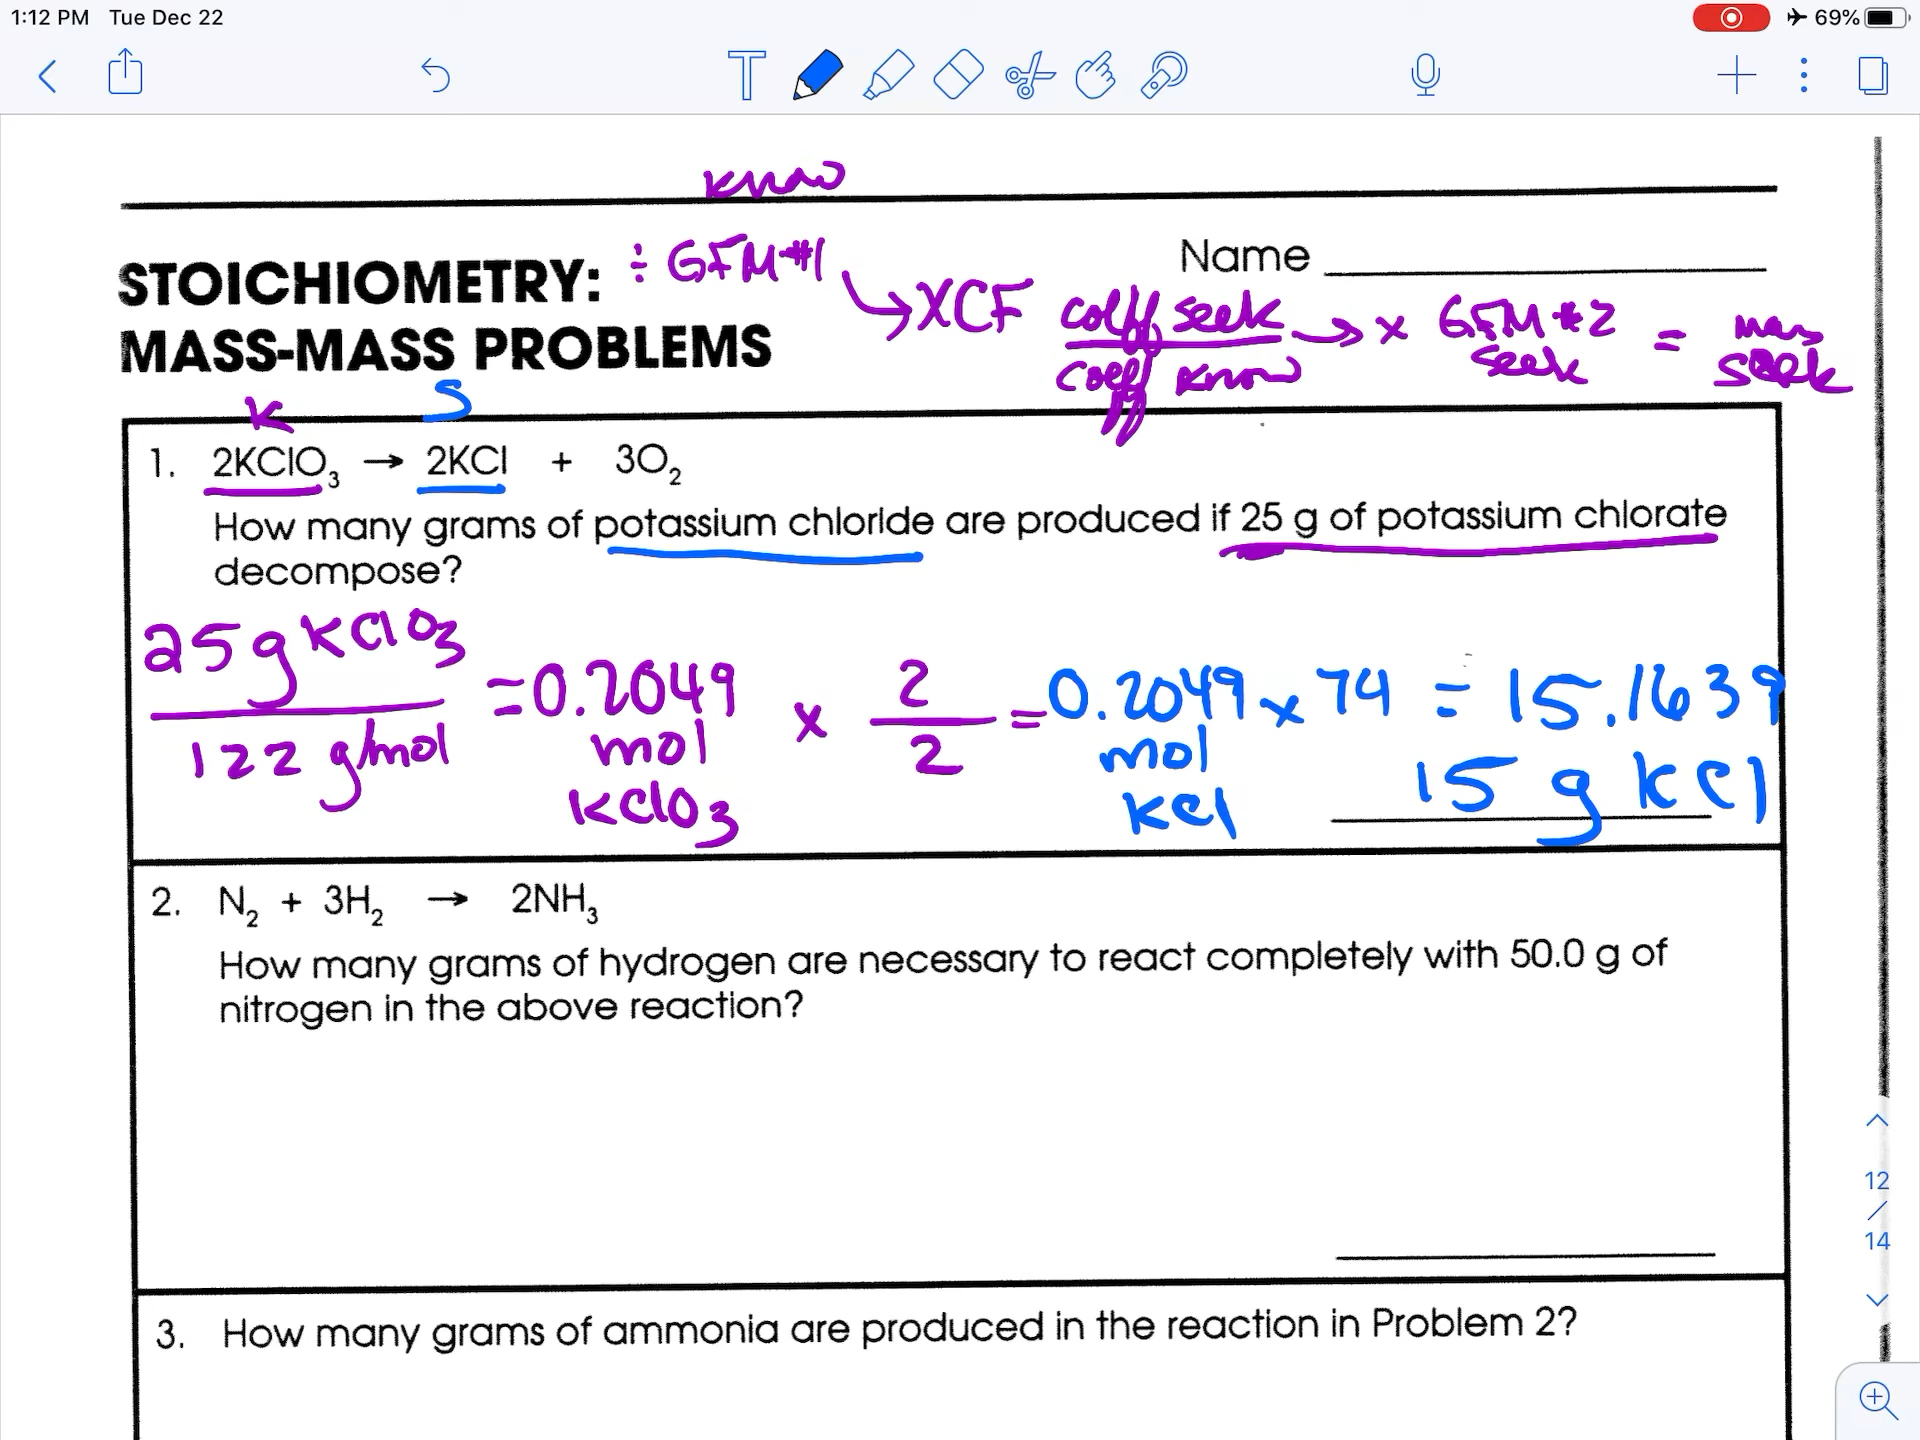 1:12 PM Tue Dec 22
69%
T
know
STOICHIOMETRY: ÷ GFM #1
Name
XCF coeff seek → x GFM #2 = mass
coeff know seek seek
MASS-MASS PROBLEMS
K S
1. 2KClO₃ → 2KCl + 3O₂
How many grams of potassium chloride are produced if 25 g of potassium chlorate
decompose?
25 g KClO₃
122 g/mol
= 0.2049 mol KClO₃
x 2
2
= 0.2049 mol KCl
x 74 = 15.1639
15 g KCl
2. N₂ + 3H₂ → 2NH₃
How many grams of hydrogen are necessary to react completely with 50.0 g of
nitrogen in the above reaction?
12
/
14
3. How many grams of ammonia are produced in the reaction in Problem 2?